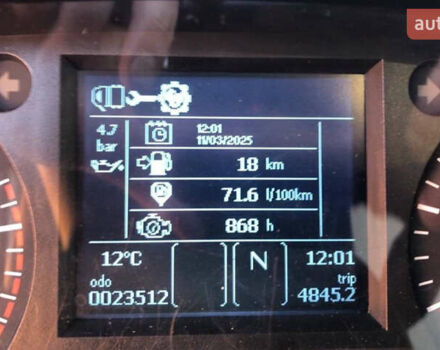 auto
4.7
bar
12:01
11/03/2025
18 km
71.6 l/100km
868 h
12°C
N
12:01
odo
trip
0023512
4845.2